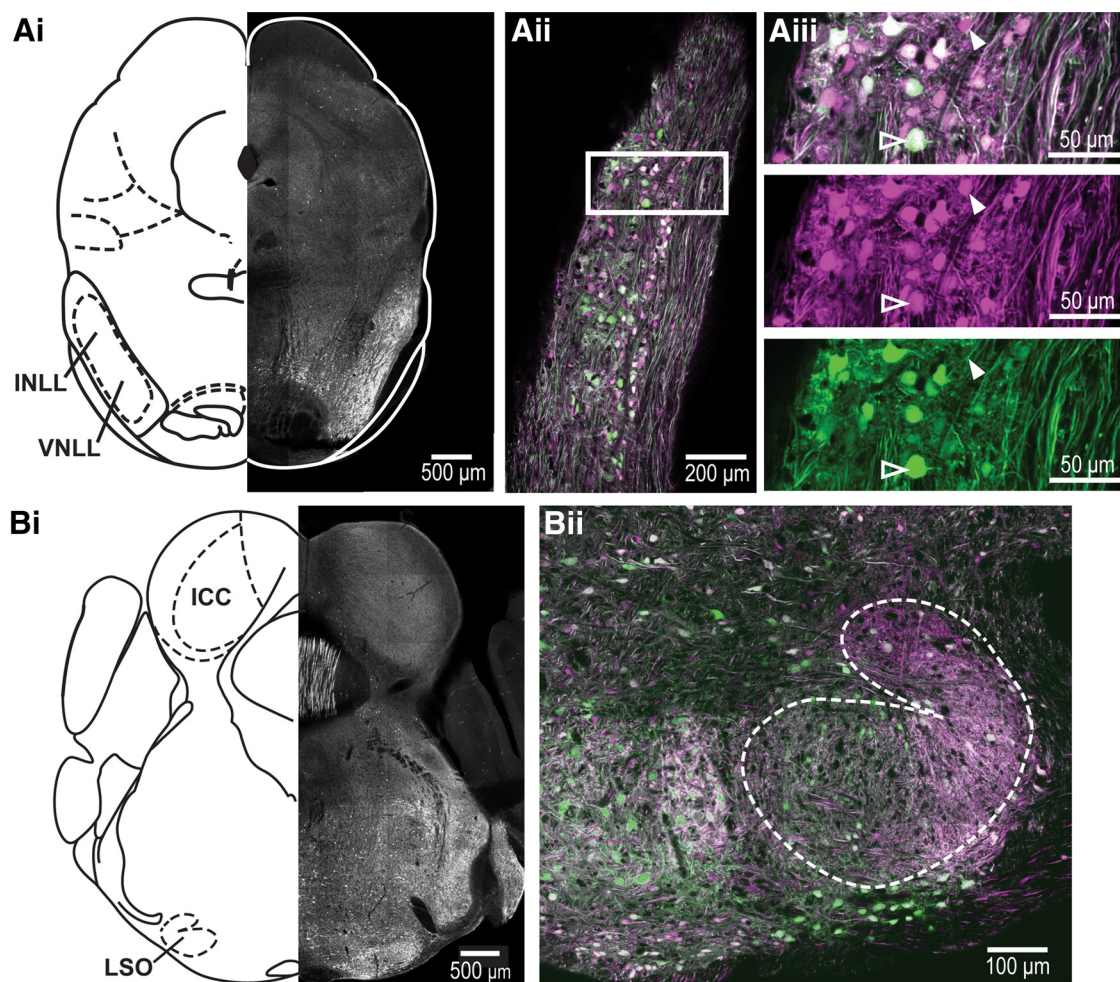 Ai
Aii
Aiii
INLL
VNLL
500 µm
200 µm
50 µm
50 µm
50 µm
Bi
Bii
ICC
LSO
500 µm
100 µm